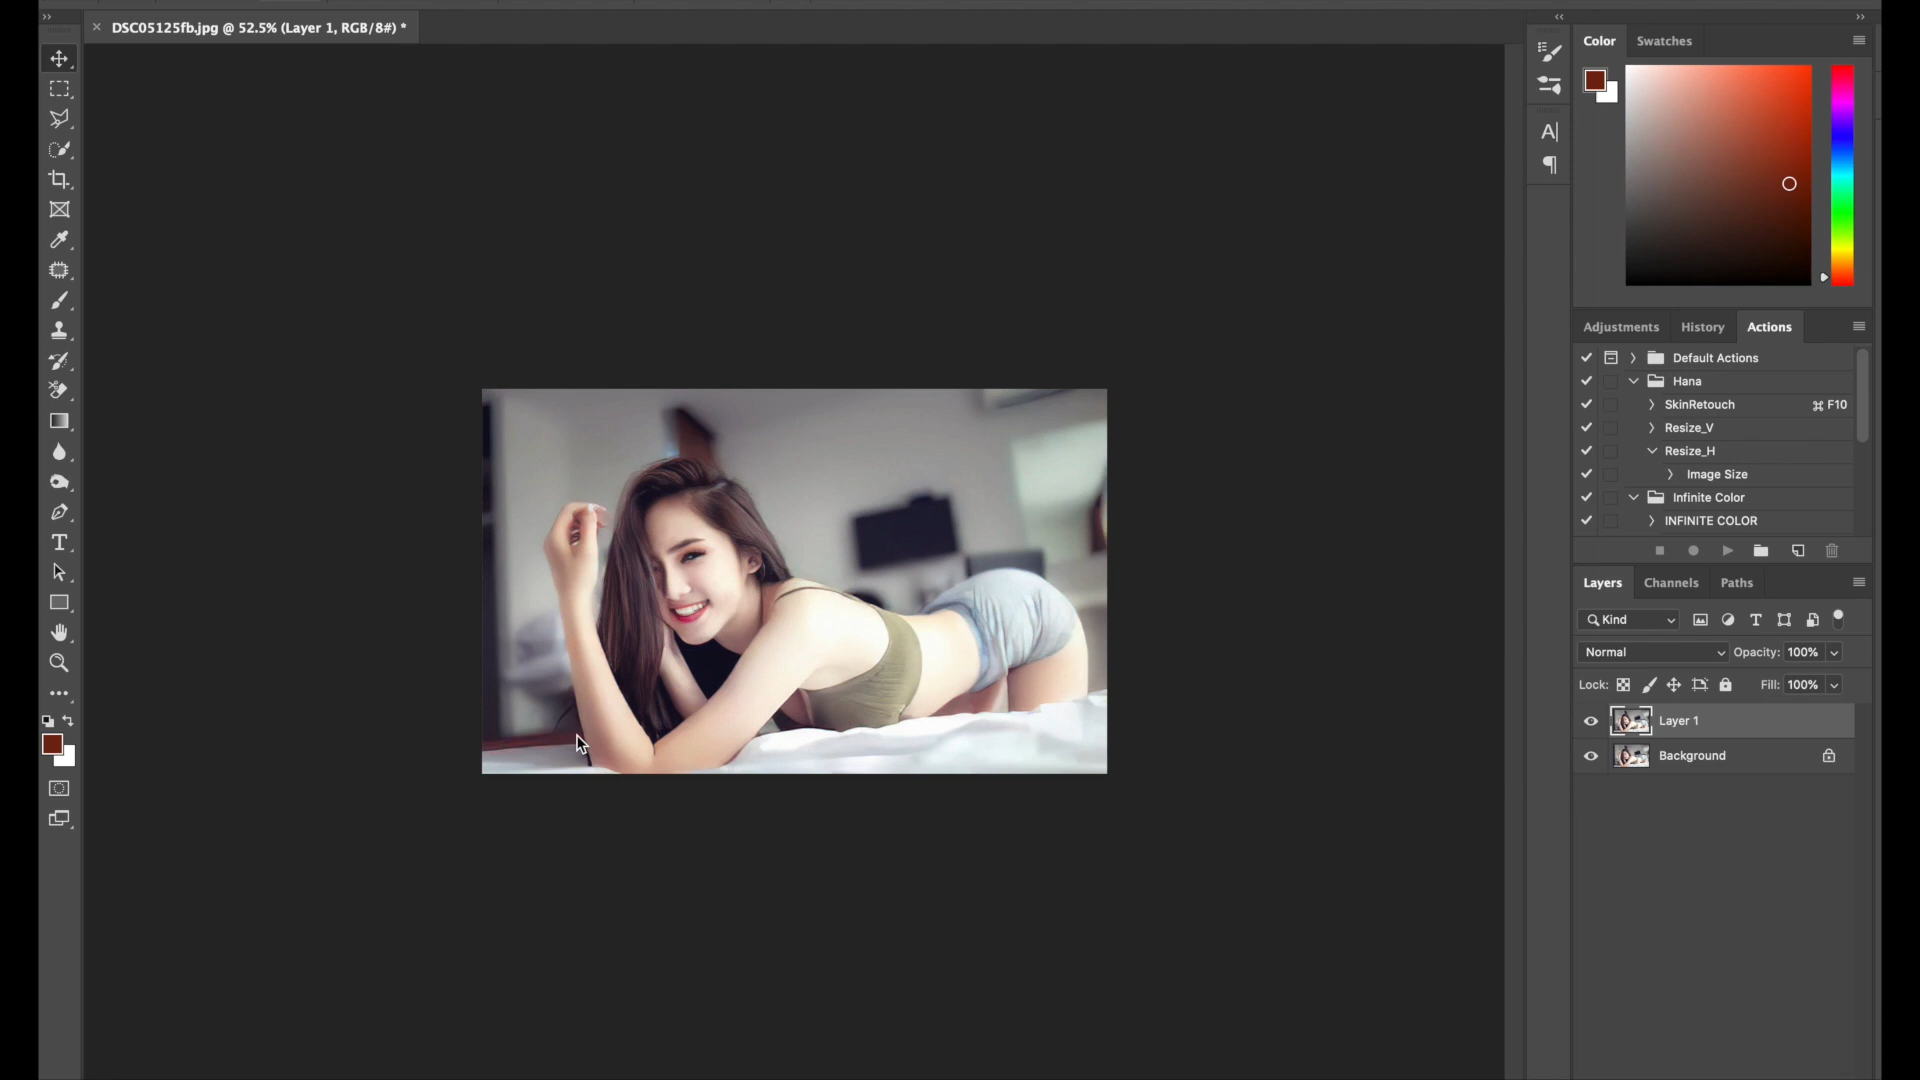 DSC05125fb.jpg @ 52.5% (Layer 1, RGB/8#) *
Color Swatches
Adjustments History Actions
Default Actions
Hana
SkinRetouch ⌘ F10
Resize_V
Resize_H
Image Size
Infinite Color
INFINITE COLOR
Layers Channels Paths
Kind
Normal Opacity: 100%
Lock: Fill: 100%
Layer 1
Background